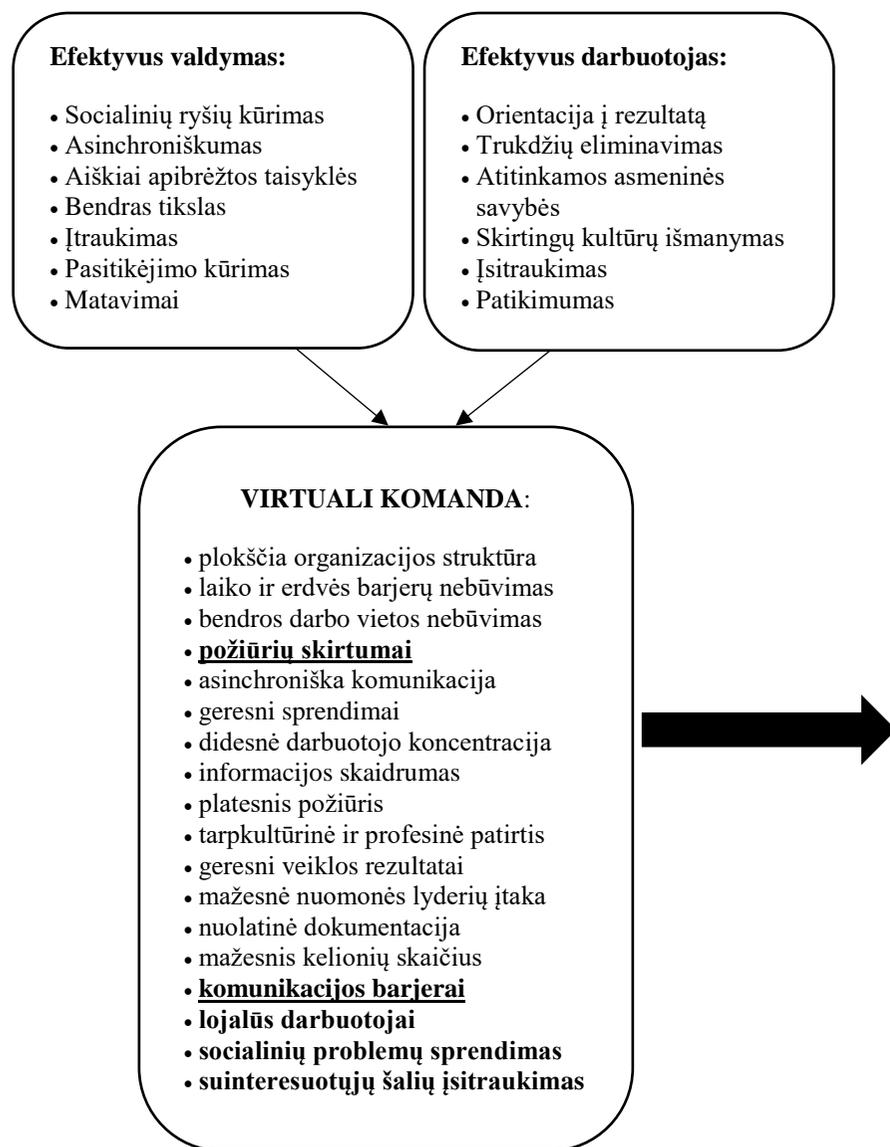 Efektyvus valdymas:
• Socialinių ryšių kūrimas
• Asinchroniškumas
• Aiškiai apibrėžtos taisyklės
• Bendras tikslas
• Įtraukimas
• Pasitikėjimo kūrimas
• Matavimai
Efektyvus darbuotojas:
• Orientacija į rezultatą
• Trukdžių eliminavimas
• Atitinkamos asmeninės
savybės
• Skirtingų kultūrų išmanymas
• Įsitraukimas
• Patikimumas
VIRTUALI KOMANDA:
• plokščia organizacijos struktūra
• laiko ir erdvės barjerų nebūvimas
• bendros darbo vietos nebūvimas
• požiūrių skirtumai
• asinchroniška komunikacija
• geresni sprendimai
• didesnė darbuotojo koncentracija
• informacijos skaidrumas
• platesnis požiūris
• tarpkultūrinė ir profesinė patirtis
• geresni veiklos rezultatai
• mažesnė nuomonės lyderių įtaka
• nuolatinė dokumentacija
• mažesnis kelionių skaičius
• komunikacijos barjerai
• lojalūs darbuotojai
• socialinių problemų sprendimas
• suinteresuotųjų šalių įsitraukimas